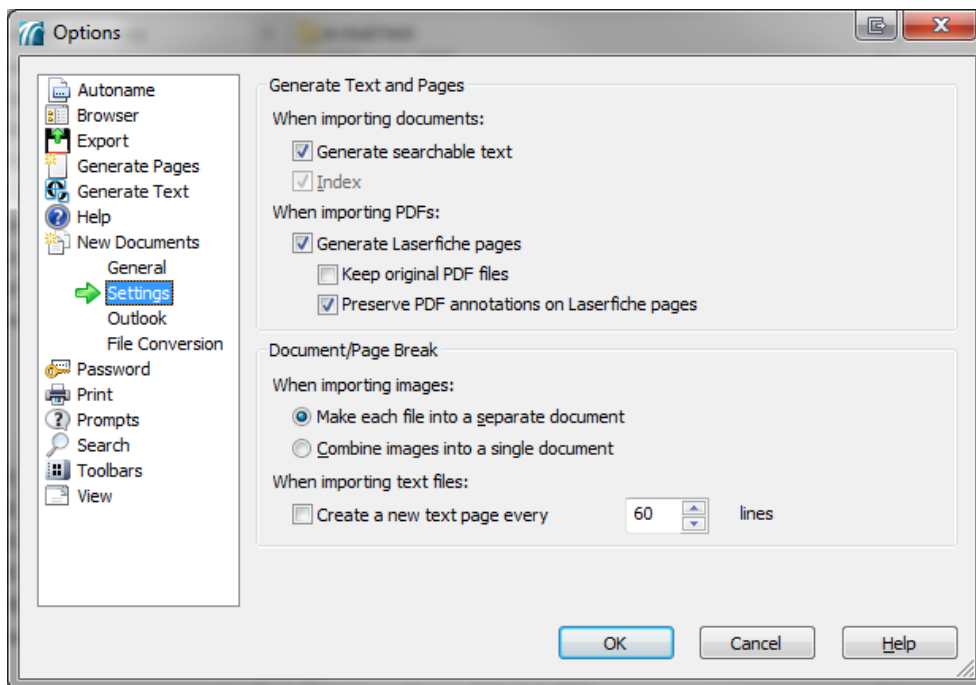 Options
Autoname
Browser
Export
Generate Pages
Generate Text
Help
New Documents
General
Settings
Outlook
File Conversion
Password
Print
Prompts
Search
Toolbars
View
Generate Text and Pages
When importing documents:
Generate searchable text
Index
When importing PDFs:
Generate Laserfiche pages
Keep original PDF files
Preserve PDF annotations on Laserfiche pages
Document/Page Break
When importing images:
Make each file into a separate document
Combine images into a single document
When importing text files:
Create a new text page every 60 lines
OK Cancel Help